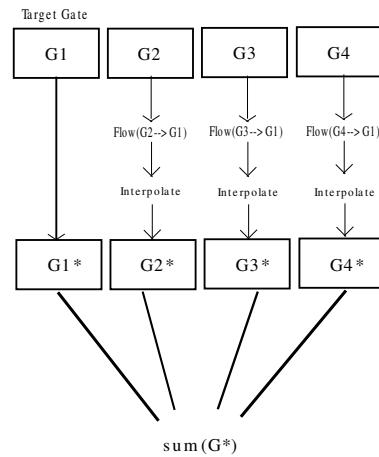 Target Gate
G1 G2 G3 G4
Flow(G2-->G1) Flow(G3-->G1) Flow(G4-->G1)
Interpolate Interpolate Interpolate
G1* G2* G3* G4*
sum(G*)